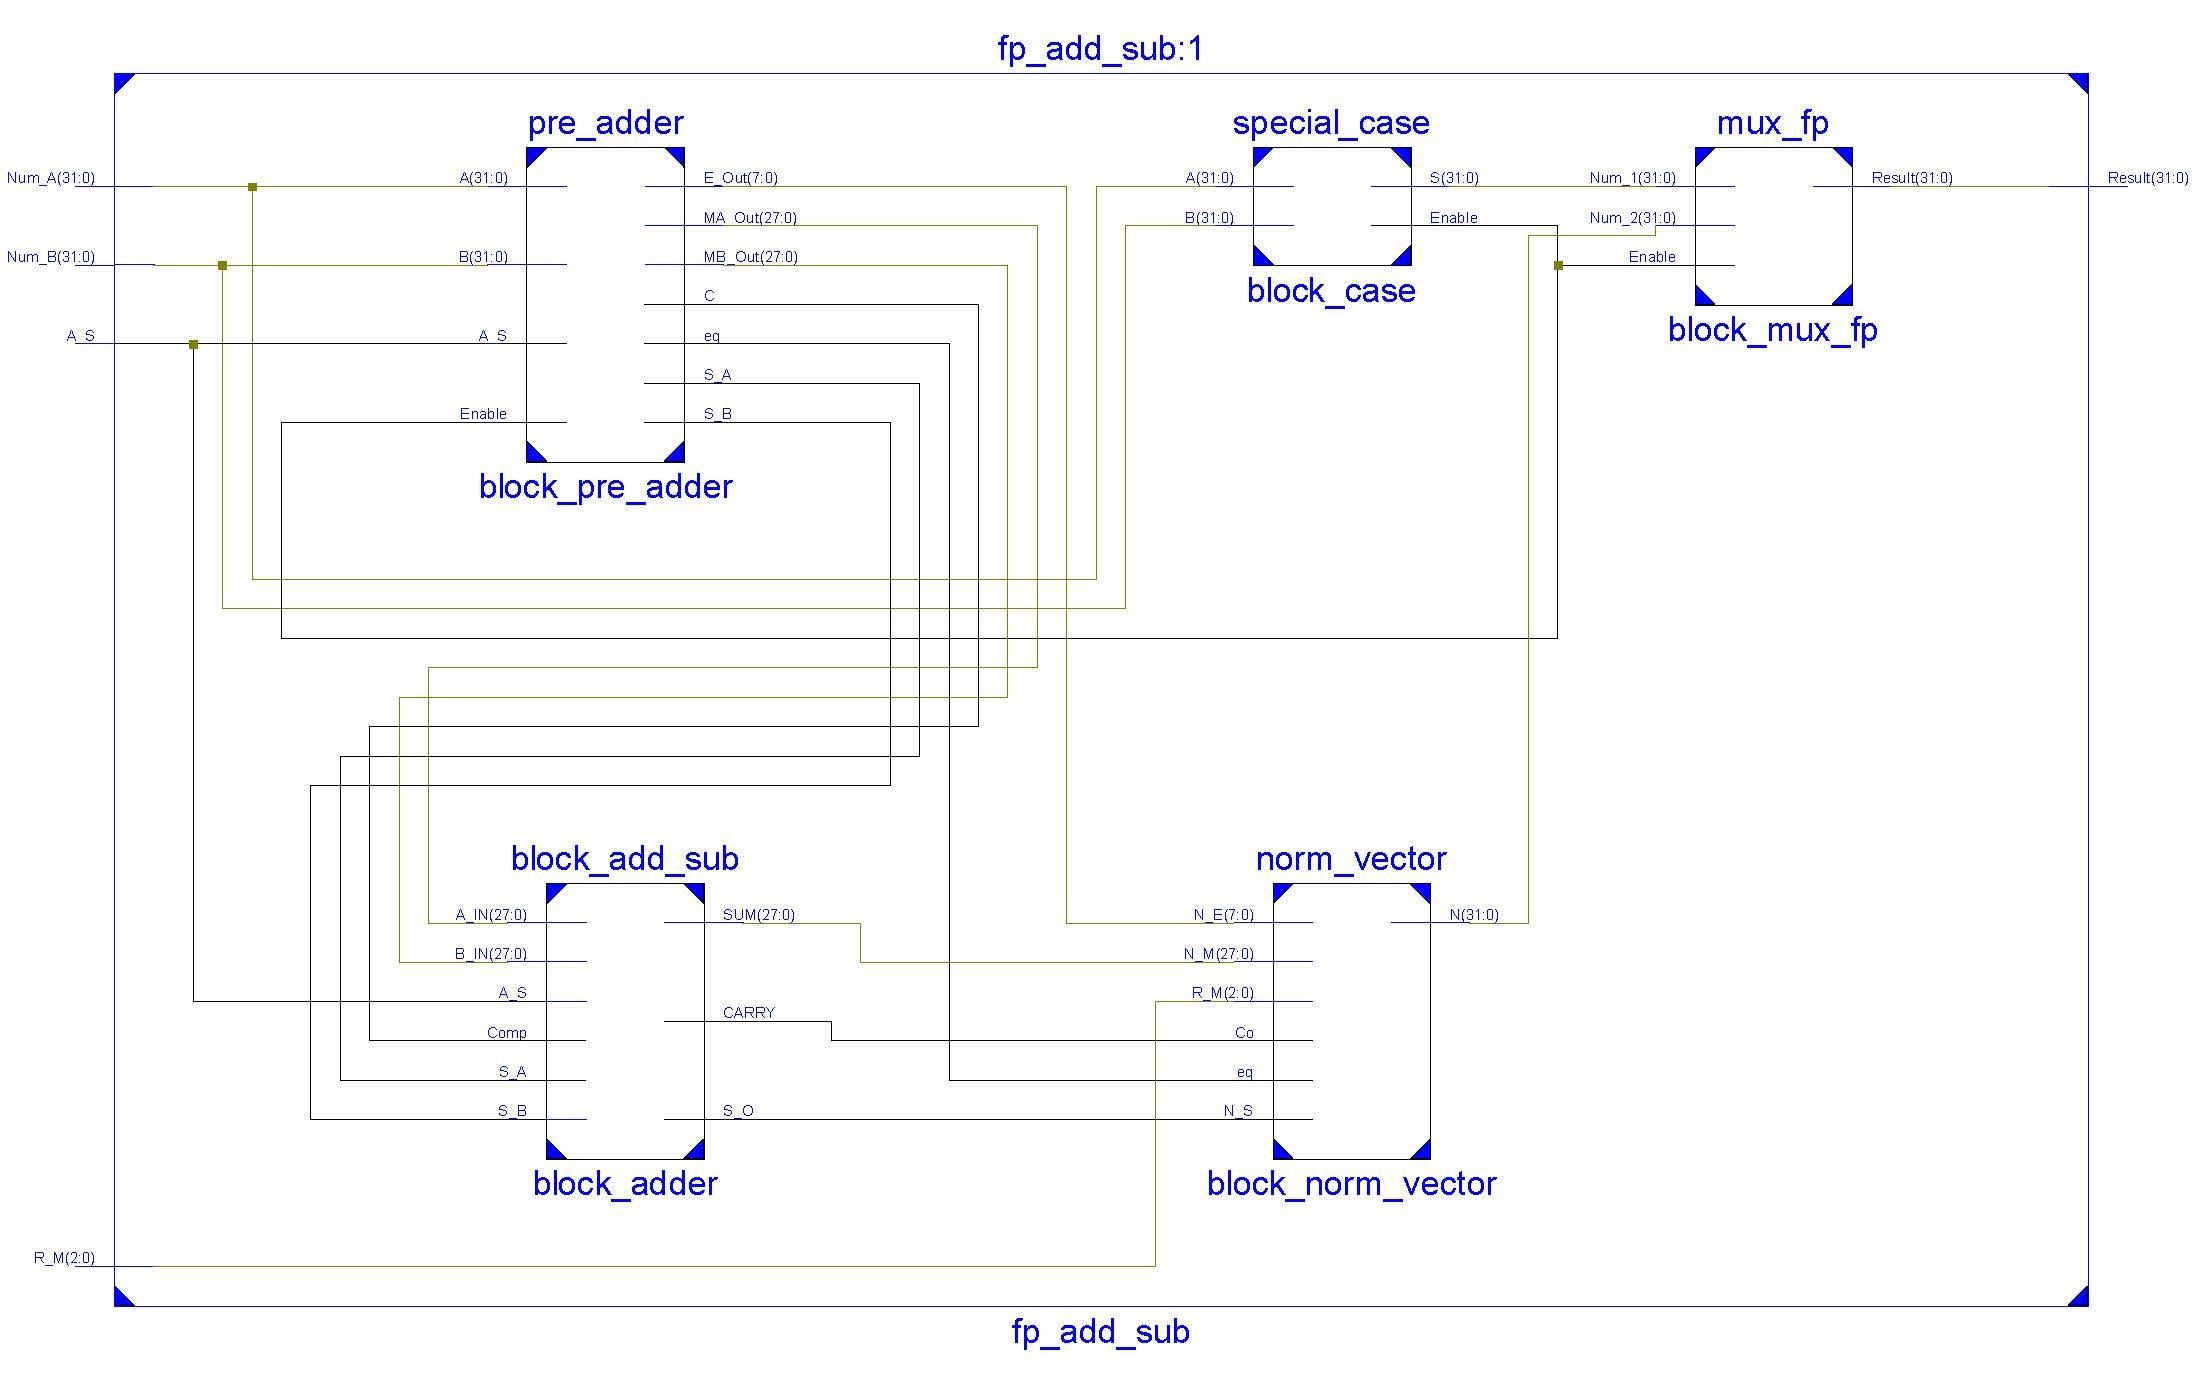 fp_add_sub:1
pre_adder
special_case
mux_fp
Num_A(31:0)
A(31:0)
E_Out(7:0)
A(31:0)
S(31:0)
Num_1(31:0)
Result(31:0)
Result(31:0)
MA_Out(27:0)
B(31:0)
Enable
Num_2(31:0)
Num_B(31:0)
B(31:0)
MB_Out(27:0)
Enable
C
block_case
A_S
A_S
eq
block_mux_fp
S_A
Enable
S_B
block_pre_adder
block_add_sub
norm_vector
A_IN(27:0)
SUM(27:0)
N_E(7:0)
N(31:0)
B_IN(27:0)
N_M(27:0)
A_S
R_M(2:0)
CARRY
Comp
Co
S_A
eq
S_B
S_O
N_S
block_adder
block_norm_vector
R_M(2:0)
fp_add_sub